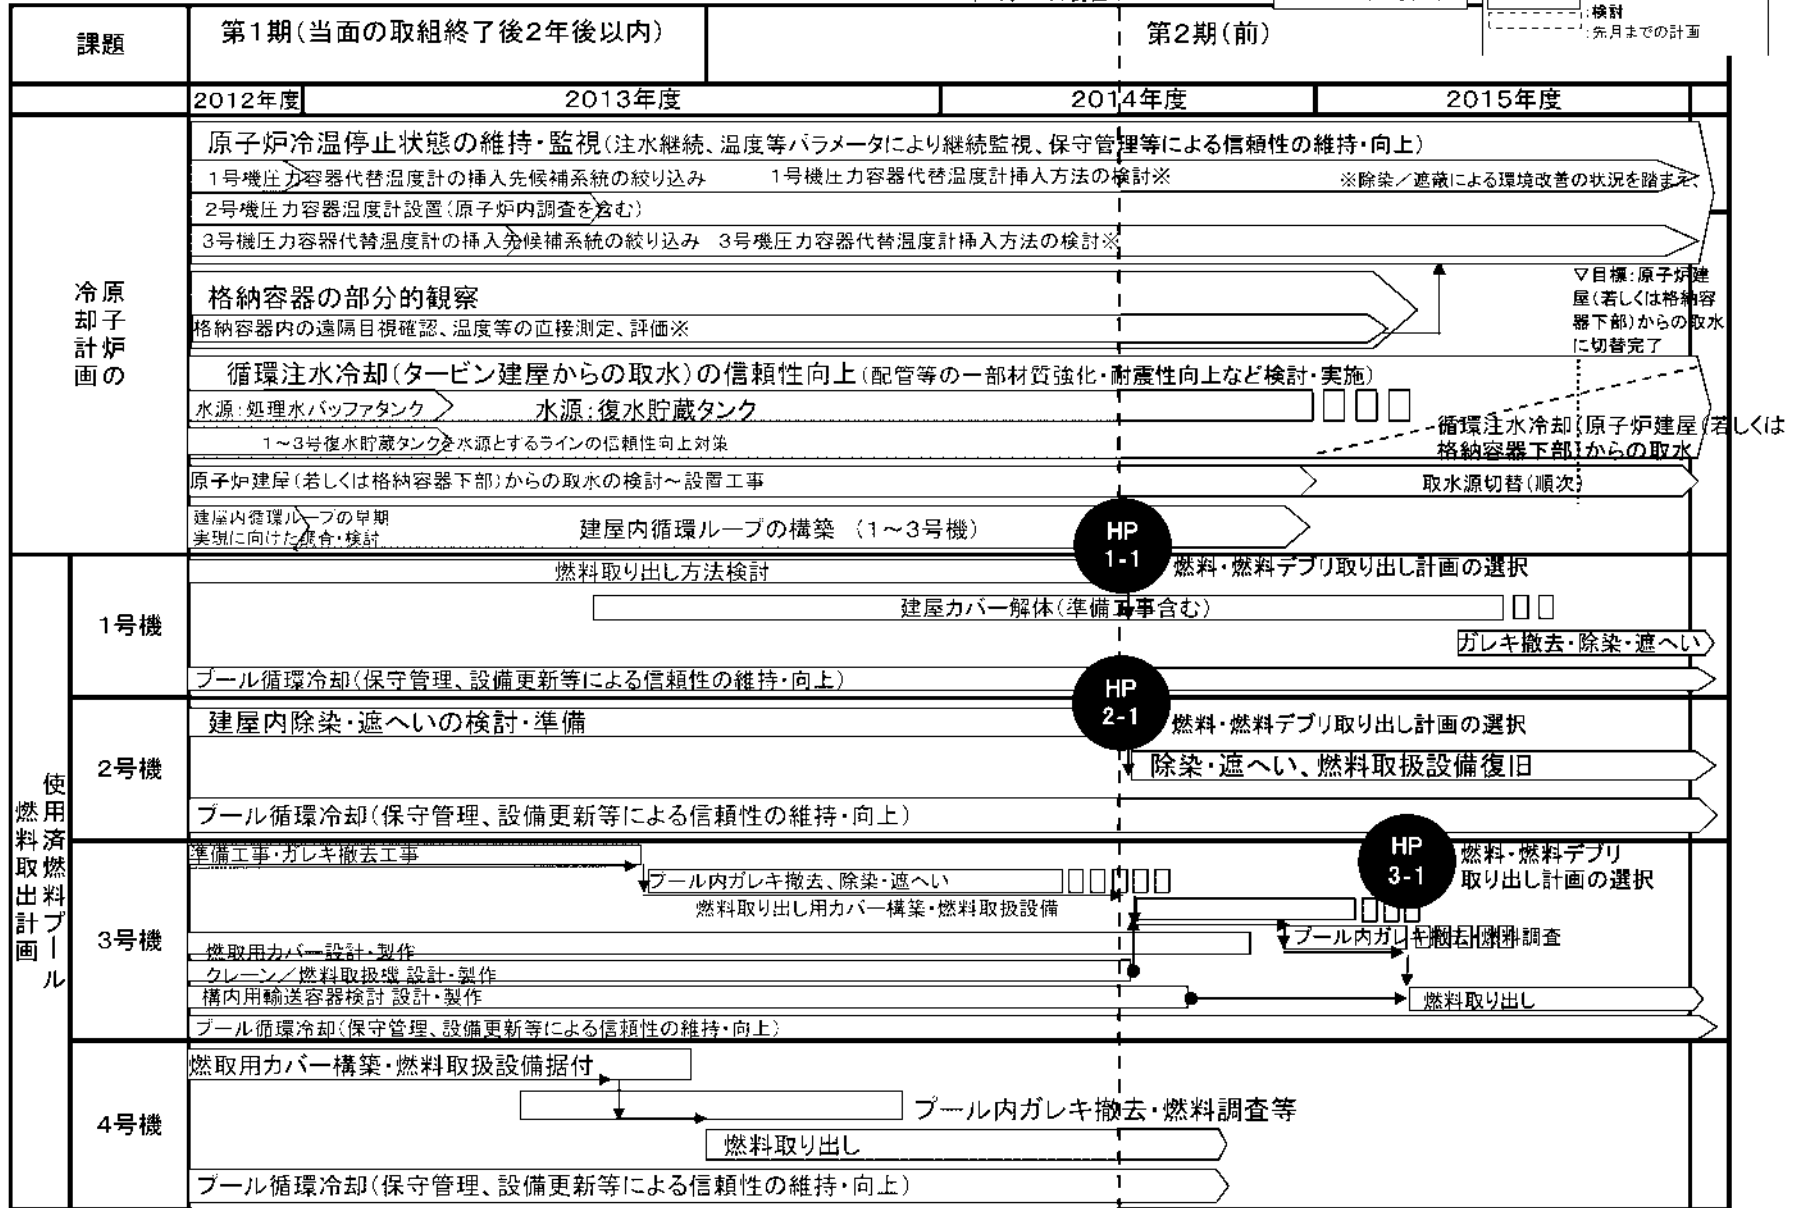 :検討
:先月までの計画
課題
第1期(当面の取組終了後2年後以内)
第2期(前)
2012年度
2013年度
2014年度
2015年度
原子炉の
冷却計画
原子炉冷温停止状態の維持・監視(注水継続、温度等パラメータにより継続監視、保守管理等による信頼性の維持・向上)
1号機圧力容器代替温度計の挿入先候補系統の絞り込み
1号機圧力容器代替温度計挿入方法の検討※
※除染/遮蔽による環境改善の状況を踏まえ、
2号機圧力容器温度計設置(原子炉内調査を含む)
3号機圧力容器代替温度計の挿入先候補系統の絞り込み
3号機圧力容器代替温度計挿入方法の検討※
格納容器の部分的観察
格納容器内の遠隔目視確認、温度等の直接測定、評価※
▽目標:原子炉建
屋(若しくは格納容
器下部)からの取水
に切替完了
循環注水冷却(タービン建屋からの取水)の信頼性向上(配管等の一部材質強化・耐震性向上など検討・実施)
水源:処理水バッファタンク
水源:復水貯蔵タンク
1~3号復水貯蔵タンクを水源とするラインの信頼性向上対策
循環注水冷却(原子炉建屋(若しくは
格納容器下部)からの取水
原子炉建屋(若しくは格納容器下部)からの取水の検討~設置工事
取水源切替(順次)
建屋内循環ループの早期
実現に向けた・検討
建屋内循環ループの構築 (1~3号機)
HP
1-1
燃料・燃料デブリ取り出し計画の選択
使用済燃料プール
燃料取出計画
1号機
燃料取り出し方法検討
建屋カバー解体(準備工事含む)
ガレキ撤去・除染・遮へい
プール循環冷却(保守管理、設備更新等による信頼性の維持・向上)
HP
2-1
燃料・燃料デブリ取り出し計画の選択
2号機
建屋内除染・遮へいの検討・準備
除染・遮へい、燃料取扱設備復旧
プール循環冷却(保守管理、設備更新等による信頼性の維持・向上)
HP
3-1
燃料・燃料デブリ
取り出し計画の選択
3号機
準備工事・ガレキ撤去工事
プール内ガレキ撤去、除染・遮へい
燃料取り出し用カバー構築・燃料取扱設備
プール内ガレキ撤去・燃料調査
燃取用カバー設計・製作
クレーン/燃料取扱機 設計・製作
構内用輸送容器検討 設計・製作
燃料取り出し
プール循環冷却(保守管理、設備更新等による信頼性の維持・向上)
4号機
燃取用カバー構築・燃料取扱設備据付
プール内ガレキ撤去・燃料調査等
燃料取り出し
プール循環冷却(保守管理、設備更新等による信頼性の維持・向上)